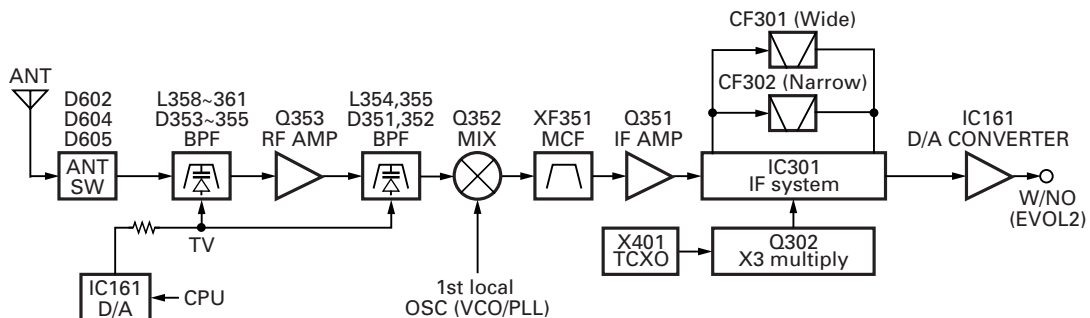 CF301 (Wide)
CF302 (Narrow)
ANT
D602
D604
D605
ANT
SW
L358~361
D353~355
BPF
Q353
RF AMP
L354,355
D351,352
BPF
Q352
MIX
XF351
MCF
Q351
IF AMP
IC301
IF system
IC161
D/A CONVERTER
W/NO
(EVOL2)
TV
X401
TCXO
Q302
X3 multiply
IC161
D/A
CPU
1st local
OSC (VCO/PLL)